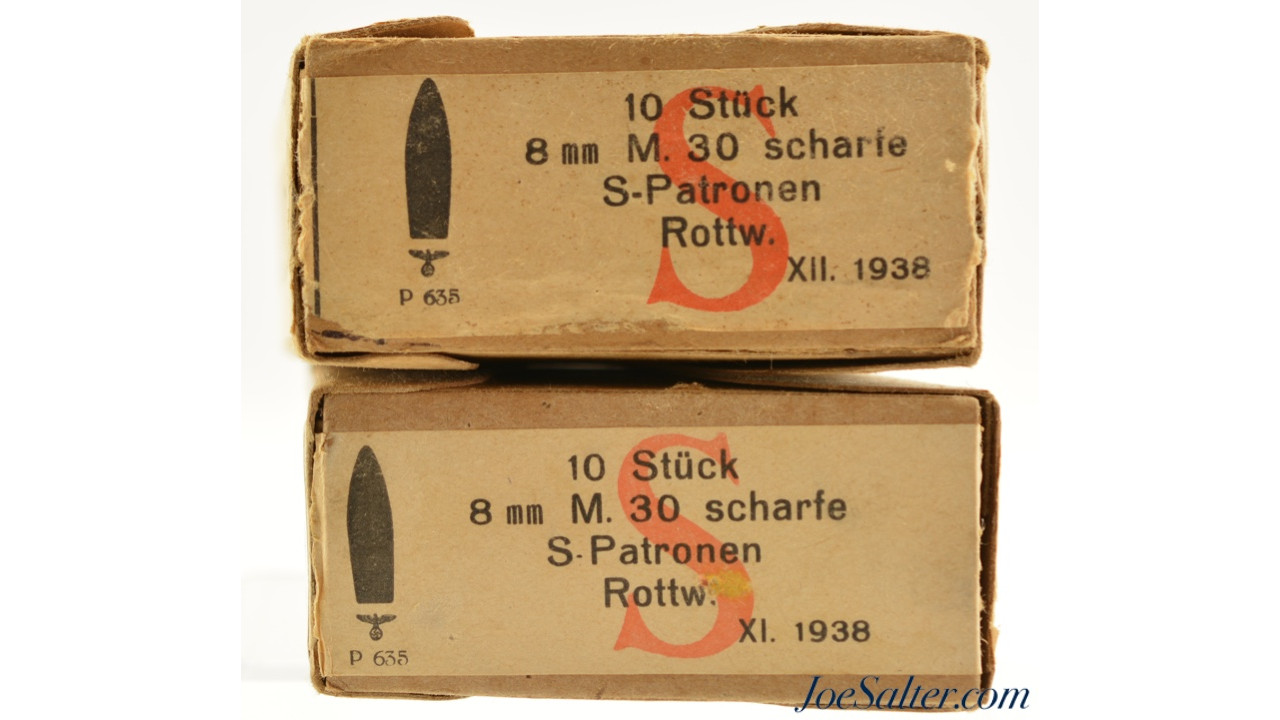 10 Stück
8 mm M. 30 scharfe
S-Patronen
Rottw.
XII. 1938
S
P 635
10 Stück
8 mm M. 30 scharfe
S-Patronen
Rottw.
XI. 1938
S
P 635
JoeSalter.com